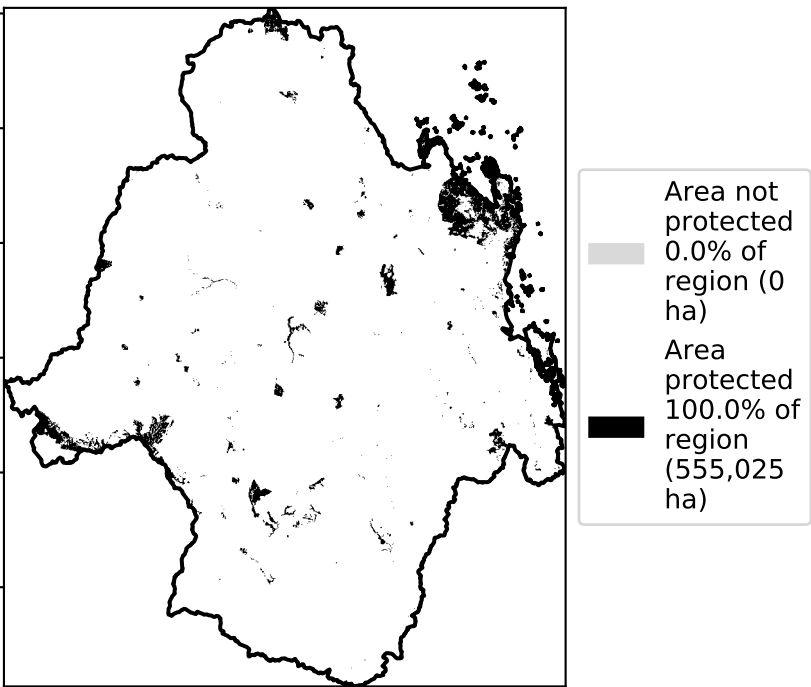 Area not
protected
0.0% of
region (0
ha)
Area
protected
100.0% of
region
(555,025
ha)